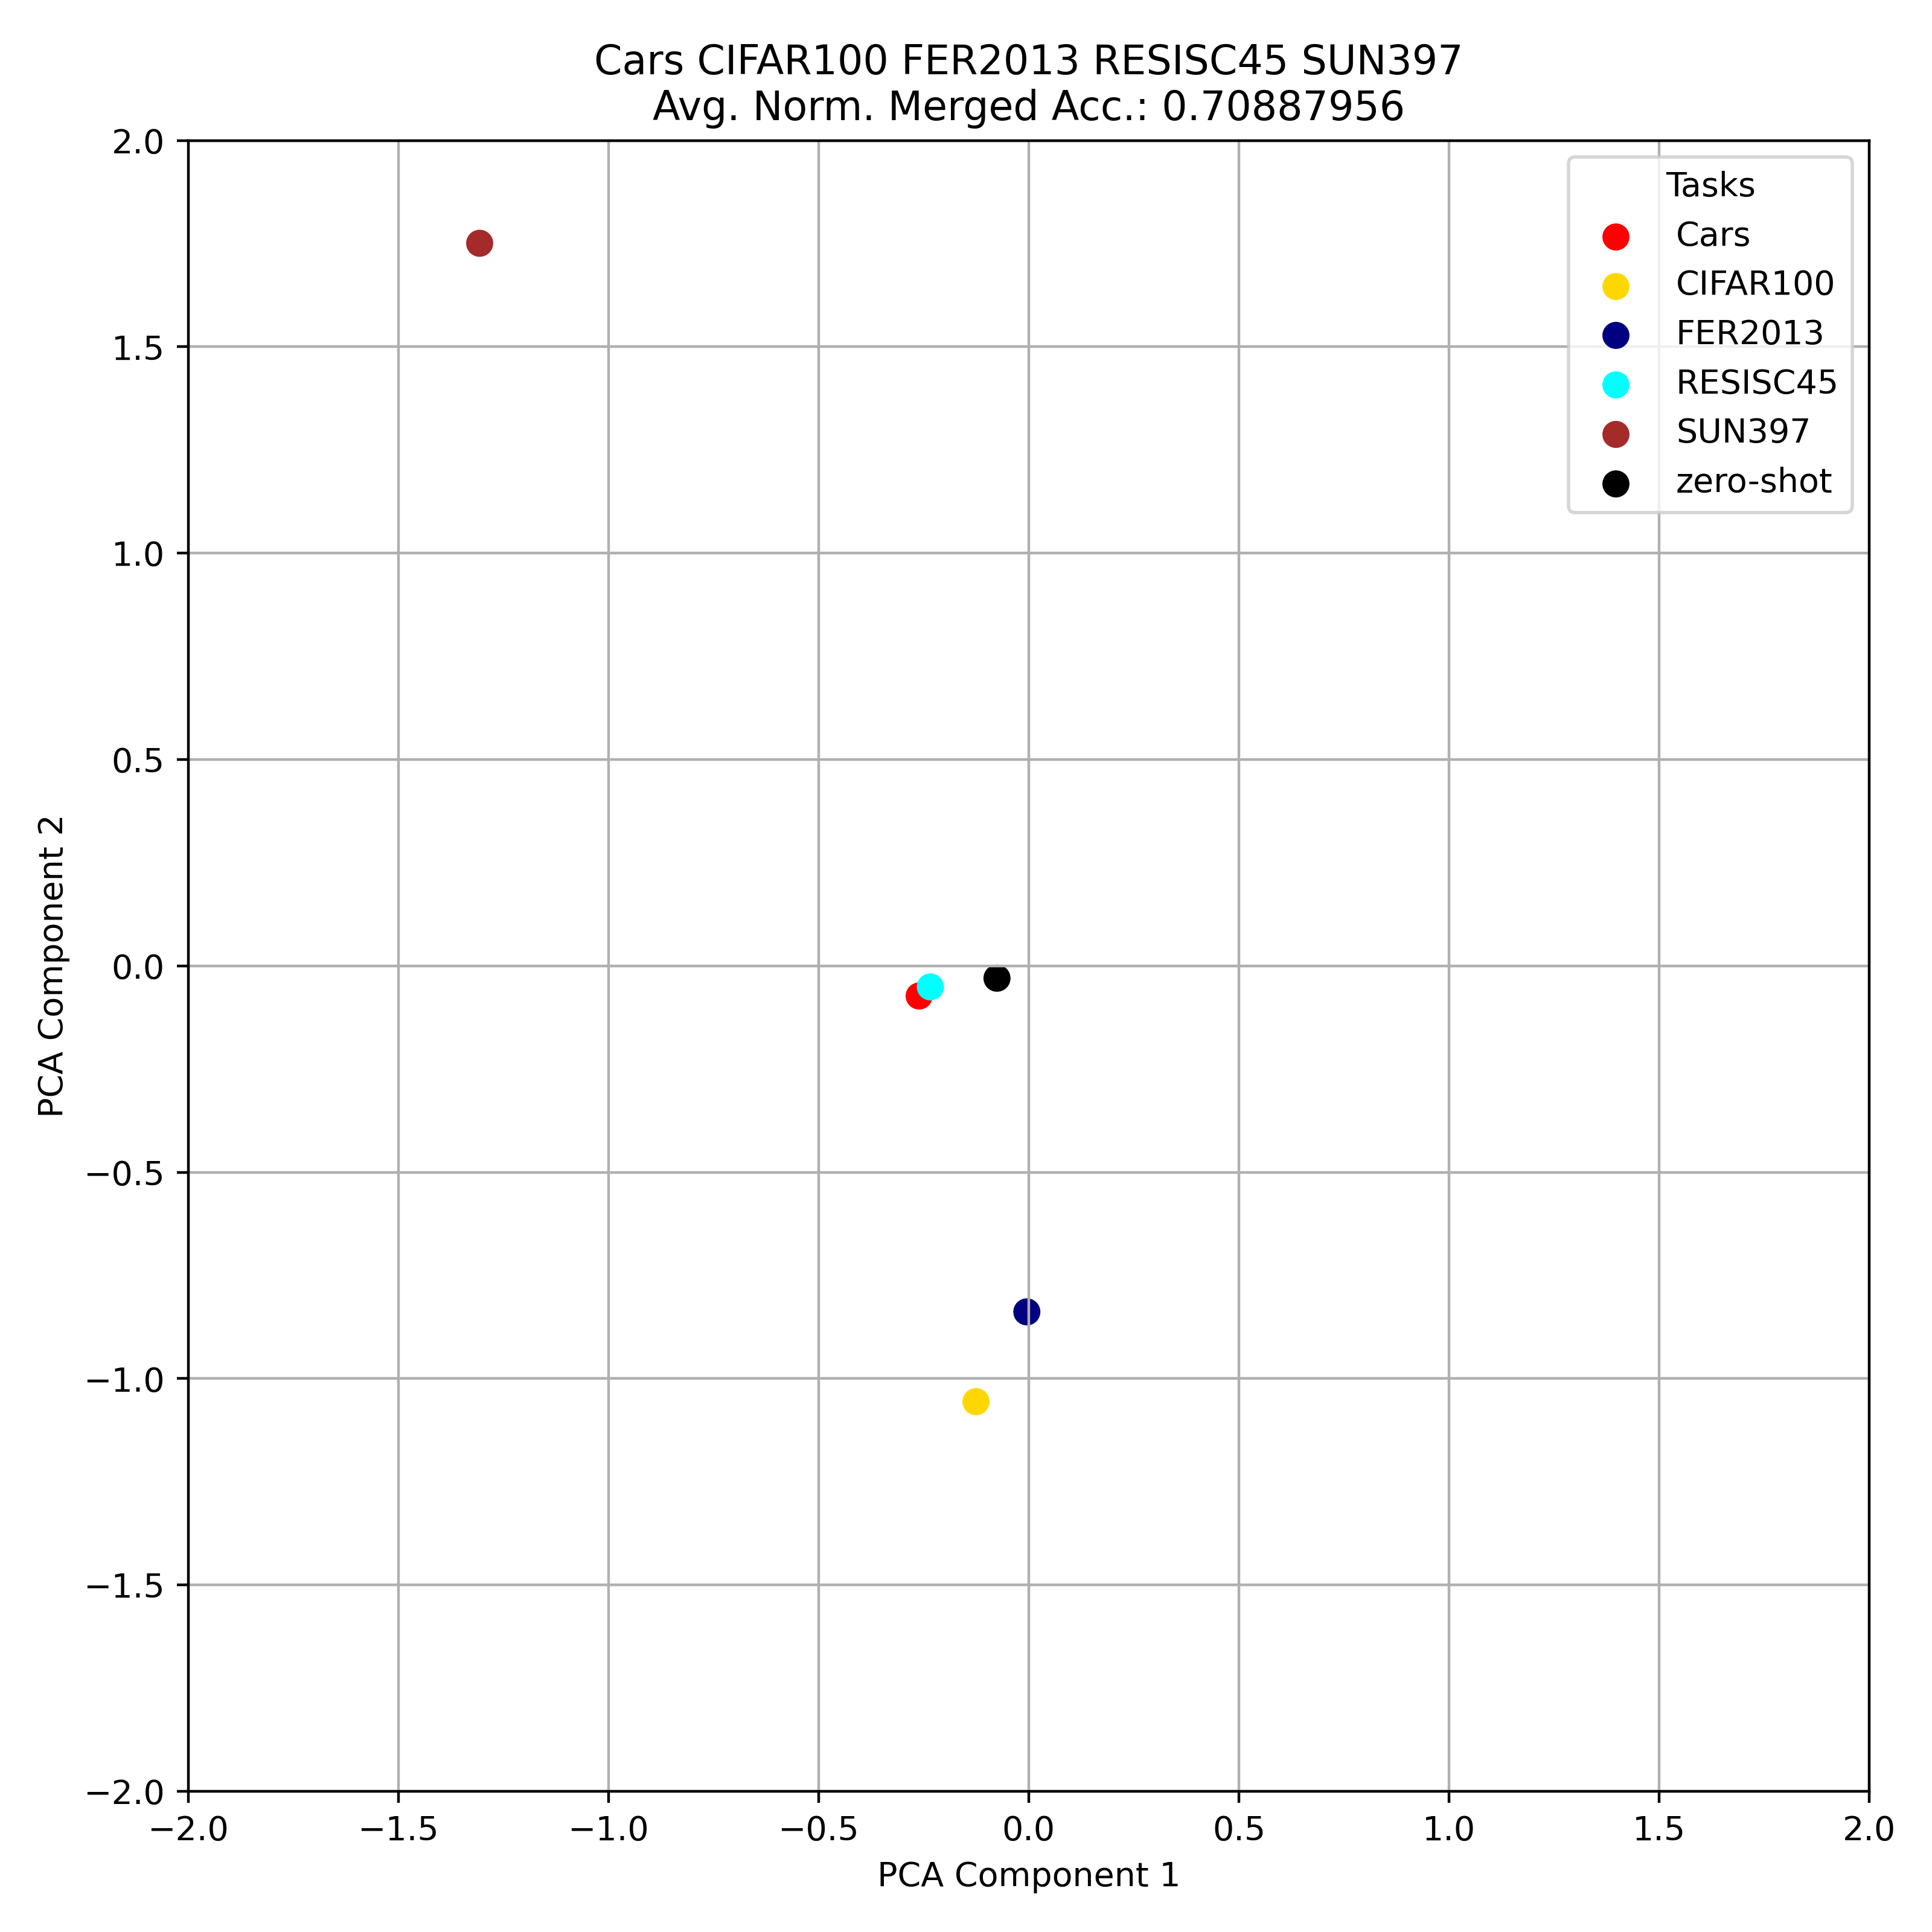 Cars CIFAR100 FER2013 RESISC45 SUN397
Avg. Norm. Merged Acc.: 0.70887956
Tasks
Cars
CIFAR100
FER2013
RESISC45
SUN397
zero-shot
2.0
1.5
1.0
0.5
0.0
−0.5
−1.0
−1.5
−2.0
PCA Component 2
−2.0 −1.5 −1.0 −0.5 0.0 0.5 1.0 1.5 2.0
PCA Component 1